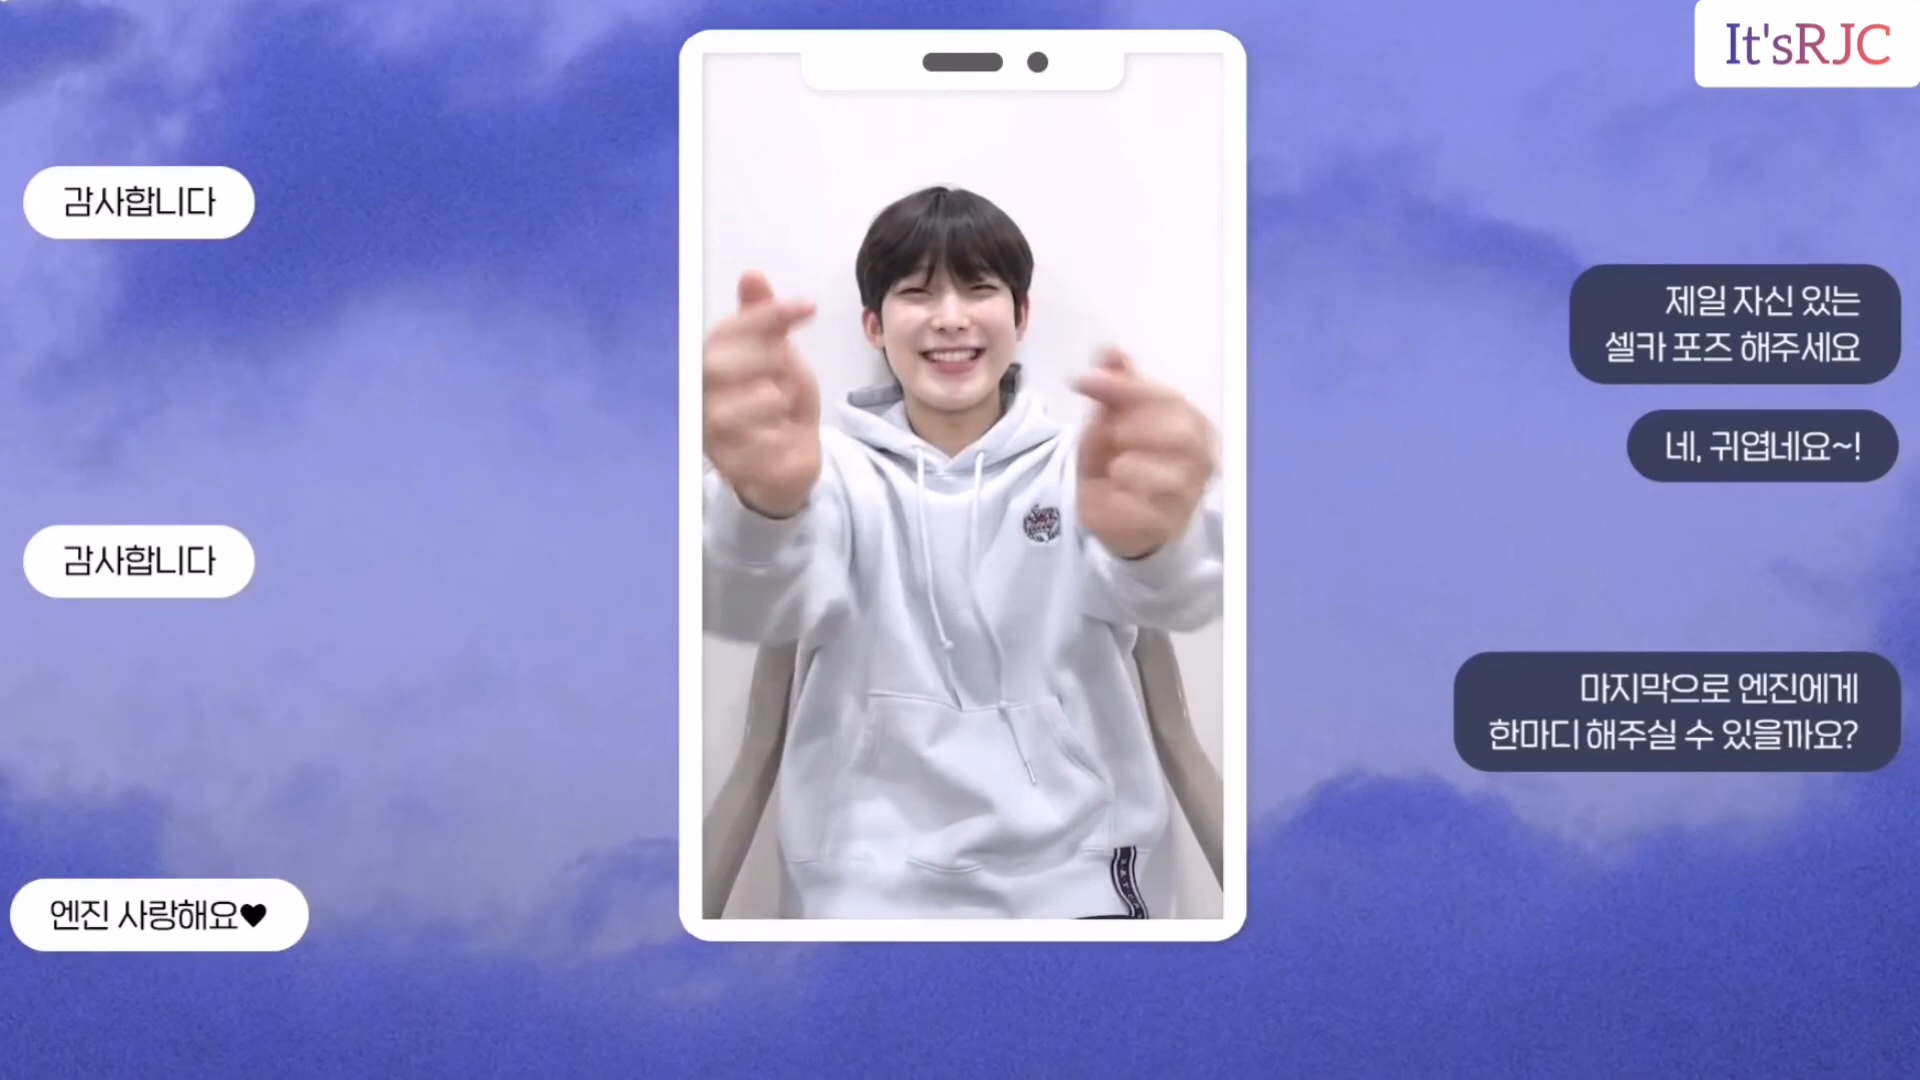 It'sRJC
감사합니다
제일 자신 있는
셀카 포즈 해주세요
네, 귀엽네요~!
감사합니다
마지막으로 엔진에게
한마디 해주실 수 있을까요?
엔진 사랑해요♥